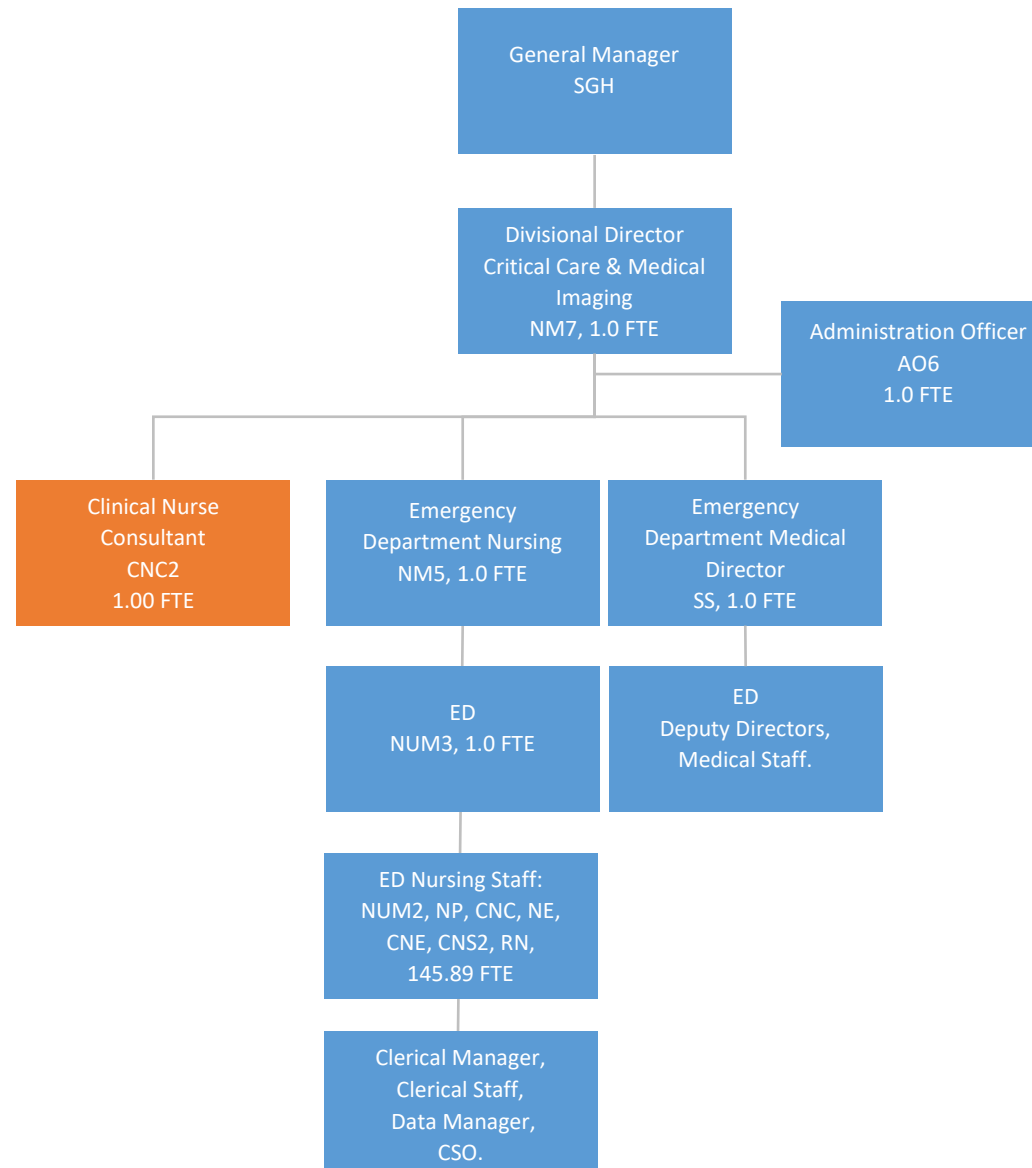 General Manager
SGH
Divisional Director
Critical Care & Medical
Imaging
NM7, 1.0 FTE
Administration Officer
AO6
1.0 FTE
Clinical Nurse
Consultant
CNC2
1.00 FTE
Emergency
Department Nursing
NM5, 1.0 FTE
Emergency
Department Medical
Director
SS, 1.0 FTE
ED
NUM3, 1.0 FTE
ED
Deputy Directors,
Medical Staff.
ED Nursing Staff:
NUM2, NP, CNC, NE,
CNE, CNS2, RN,
145.89 FTE
Clerical Manager,
Clerical Staff,
Data Manager,
CSO.